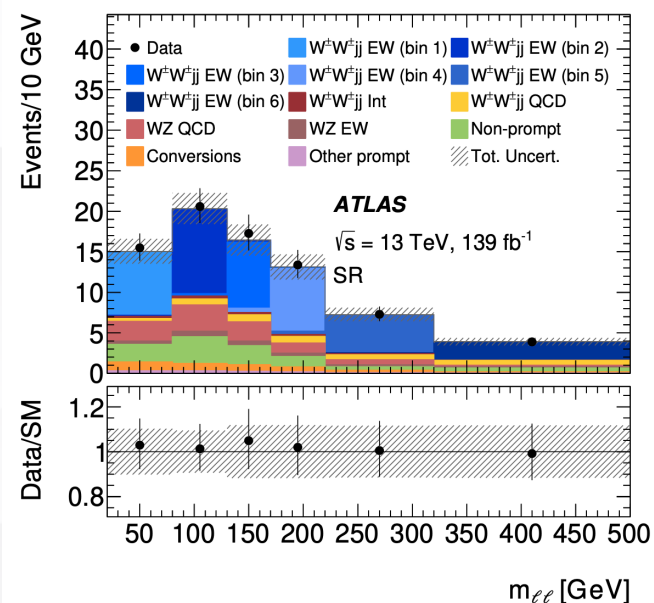 Events/10 GeV
40
35
30
25
20
15
10
5
0
Data
W±W±jj EW (bin 1)
W±W±jj EW (bin 2)
W±W±jj EW (bin 3)
W±W±jj EW (bin 4)
W±W±jj EW (bin 5)
W±W±jj EW (bin 6)
W±W±jj Int
W±W±jj QCD
WZ QCD
WZ EW
Non-prompt
Conversions
Other prompt
Tot. Uncert.
ATLAS
√s = 13 TeV, 139 fb⁻¹
SR
Data/SM
1.2
1
0.8
50 100 150 200 250 300 350 400 450 500
mℓℓ [GeV]